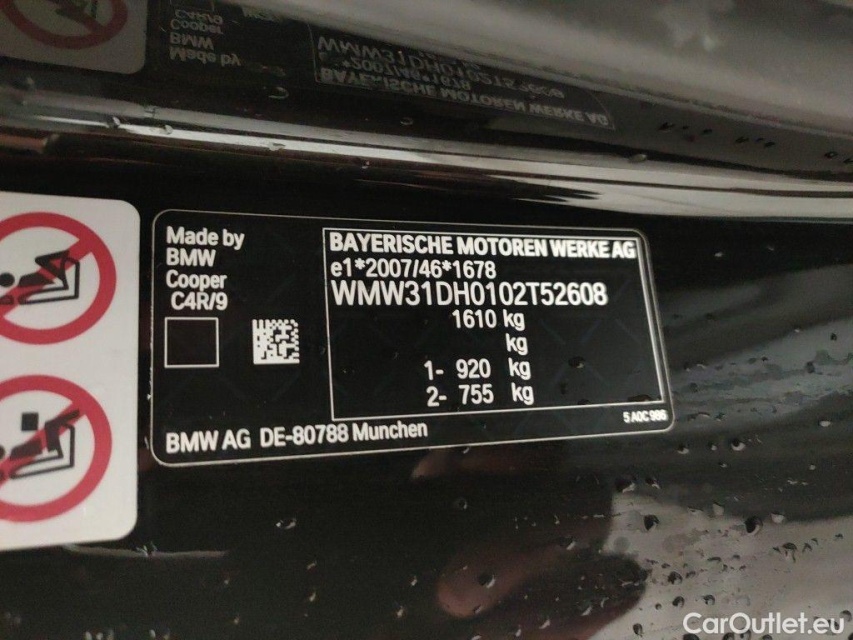 Made by
BMW
Cooper
C4R/9
BAYERISCHE MOTOREN WERKE AG
e1*2007/46*1678
WMW31DH0102T52608
1610 kg
kg
1- 920 kg
2- 755 kg
5 A0C 986
BMW AG DE-80788 Munchen
CarOutlet.eu